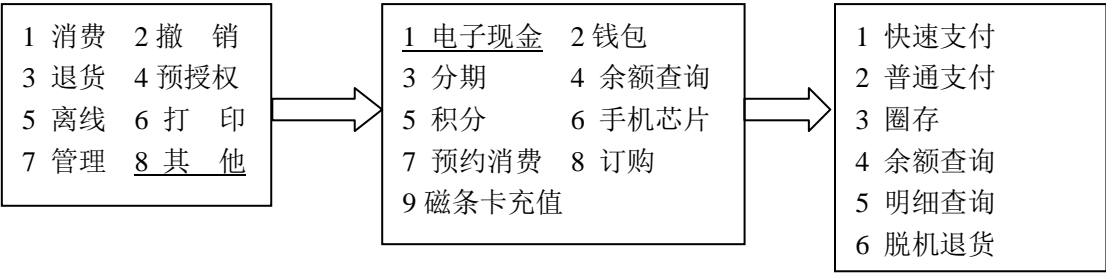 1 消费 2撤 销
3 退货 4预授权
5 离线 6 打 印
7 管理 8 其 他
1 电子现金 2钱包
3 分期 4 余额查询
5 积分 6 手机芯片
7 预约消费 8 订购
9磁条卡充值
1 快速支付
2 普通支付
3 圈存
4 余额查询
5 明细查询
6 脱机退货